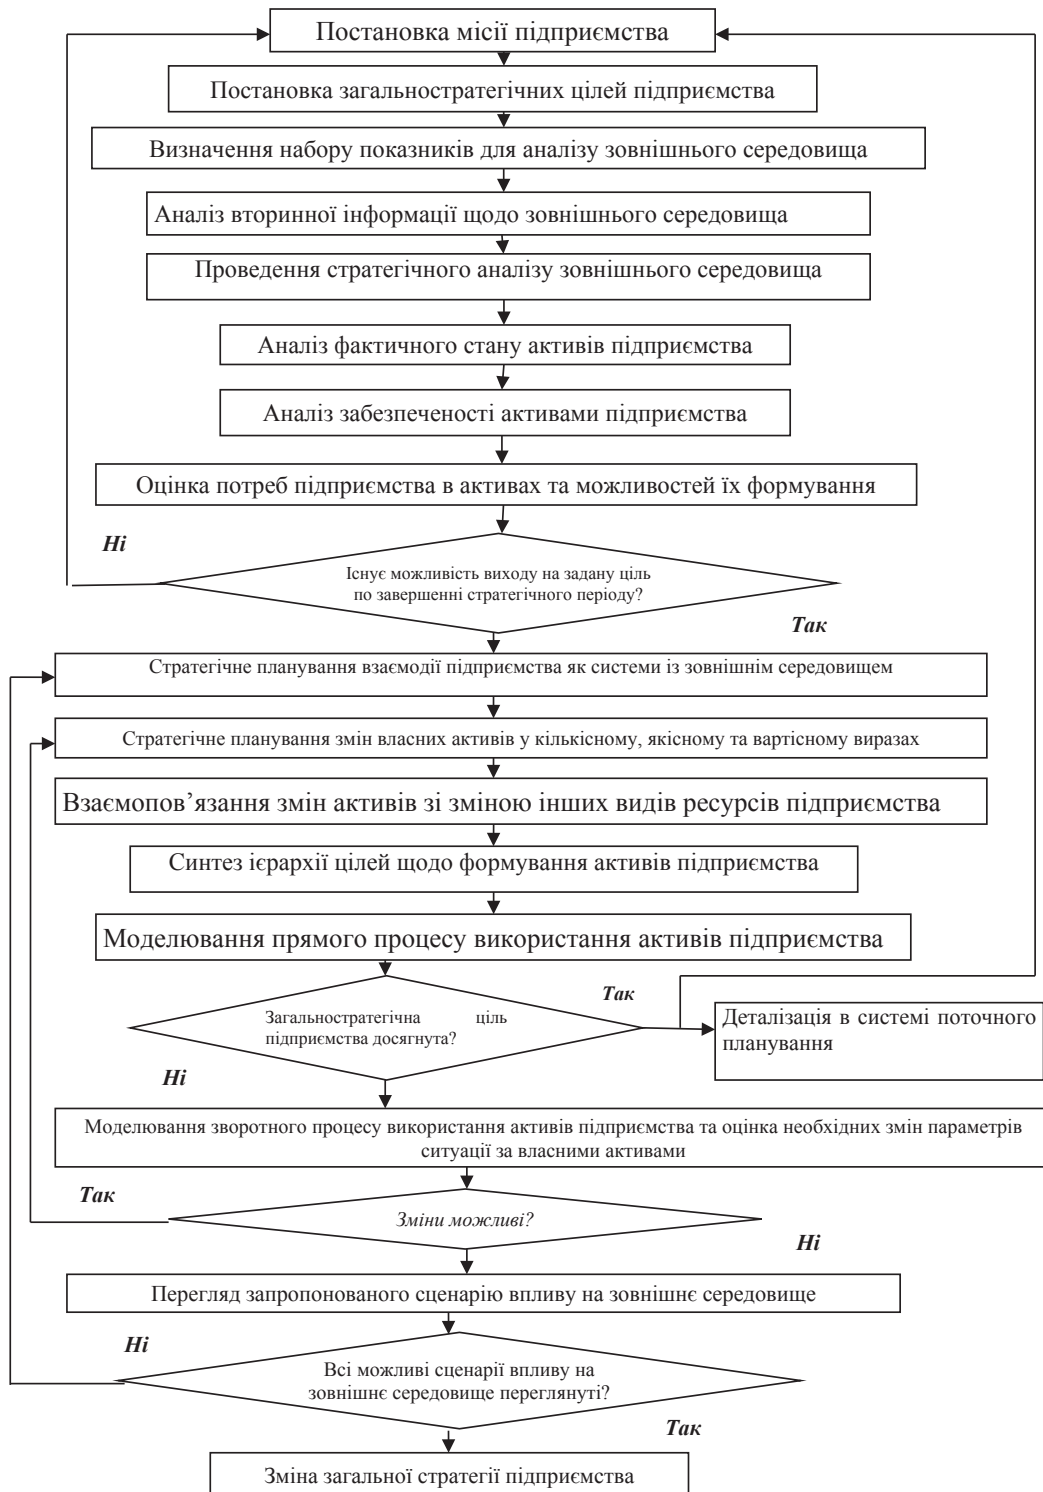 Постановка місії підприємства
Постановка загальностратегічних цілей підприємства
Визначення набору показників для аналізу зовнішнього середовища
Аналіз вторинної інформації щодо зовнішнього середовища
Проведення стратегічного аналізу зовнішнього середовища
Аналіз фактичного стану активів підприємства
Аналіз забезпеченості активами підприємства
Оцінка потреб підприємства в активах та можливостей їх формування
Ні
Існує можливість виходу на задану ціль
по завершенні стратегічного періоду?
Так
Стратегічне планування взаємодії підприємства як системи із зовнішнім середовищем
Стратегічне планування змін власних активів у кількісному, якісному та вартісному виразах
Взаємопов’язання змін активів зі зміною інших видів ресурсів підприємства
Синтез ієрархії цілей щодо формування активів підприємства
Моделювання прямого процесу використання активів підприємства
Так
Загальностратегічна ціль
підприємства досягнута?
Деталізація в системі поточного
планування
Ні
Моделювання зворотного процесу використання активів підприємства та оцінка необхідних змін параметрів
ситуації за власними активами
Так
Зміни можливі?
Ні
Перегляд запропонованого сценарію впливу на зовнішнє середовище
Ні
Всі можливі сценарії впливу на
зовнішнє середовище переглянуті?
Так
Зміна загальної стратегії підприємства